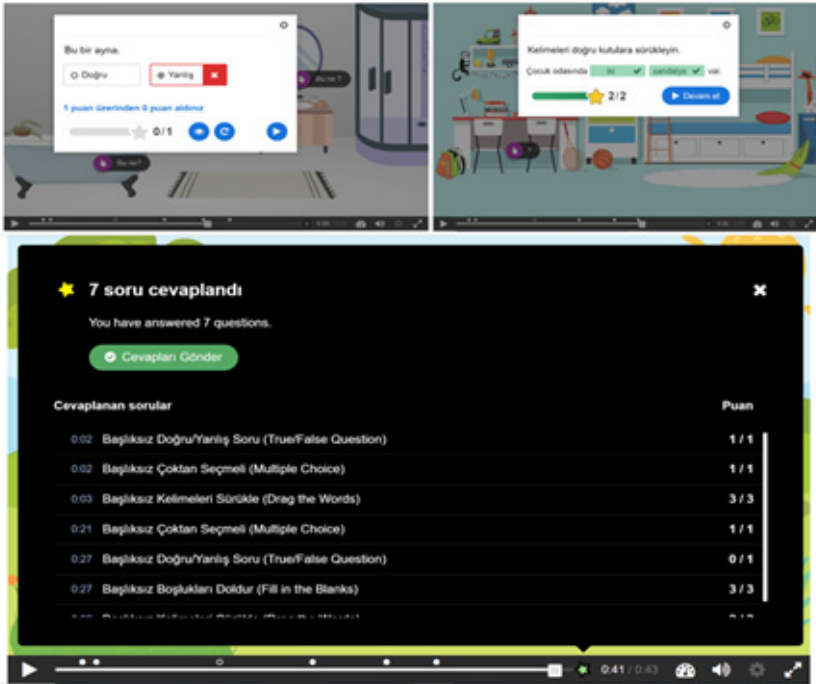 Bu bir ayna.
Doğru
Yanlış
1 puan üzerinden 0 puan aldınız
0/1
Bu ne ?
Bu ne?
Kelimeleri doğru kutulara sürükleyin.
Çocuk odasında iki sandalye var.
2/2
Devam et
7 soru cevaplandı
You have answered 7 questions.
Cevapları Gönder
Cevaplanan sorular Puan
0:02 Başlıksız Doğru/Yanlış Soru (True/False Question) 1 / 1
0:02 Başlıksız Çoktan Seçmeli (Multiple Choice) 1 / 1
0:03 Başlıksız Kelimeleri Sürükle (Drag the Words) 3 / 3
0:21 Başlıksız Çoktan Seçmeli (Multiple Choice) 1 / 1
0:27 Başlıksız Doğru/Yanlış Soru (True/False Question) 0 / 1
0:27 Başlıksız Boşlukları Doldur (Fill in the Blanks) 3 / 3
0:41 / 0:43